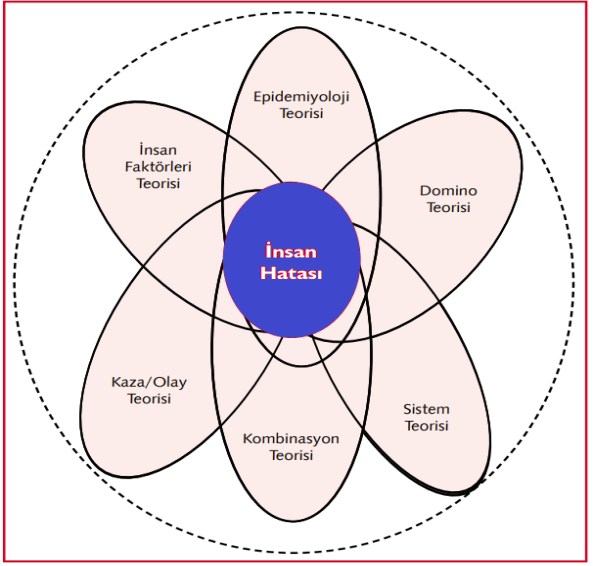 Epidemiyoloji
Teorisi
İnsan
Faktörleri
Teorisi
Domino
Teorisi
İnsan
Hatası
Kaza/Olay
Teorisi
Sistem
Teorisi
Kombinasyon
Teorisi